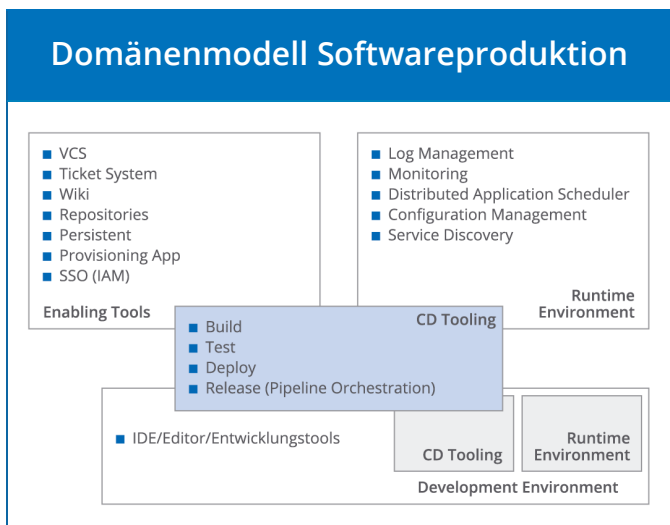 Domänenmodell Softwareproduktion
VCS
Ticket System
Wiki
Repositories
Persistent
Provisioning App
SSO (IAM)
Enabling Tools
Log Management
Monitoring
Distributed Application Scheduler
Configuration Management
Service Discovery
Runtime
Environment
CD Tooling
Build
Test
Deploy
Release (Pipeline Orchestration)
IDE/Editor/Entwicklungstools
CD Tooling
Runtime
Environment
Development Environment